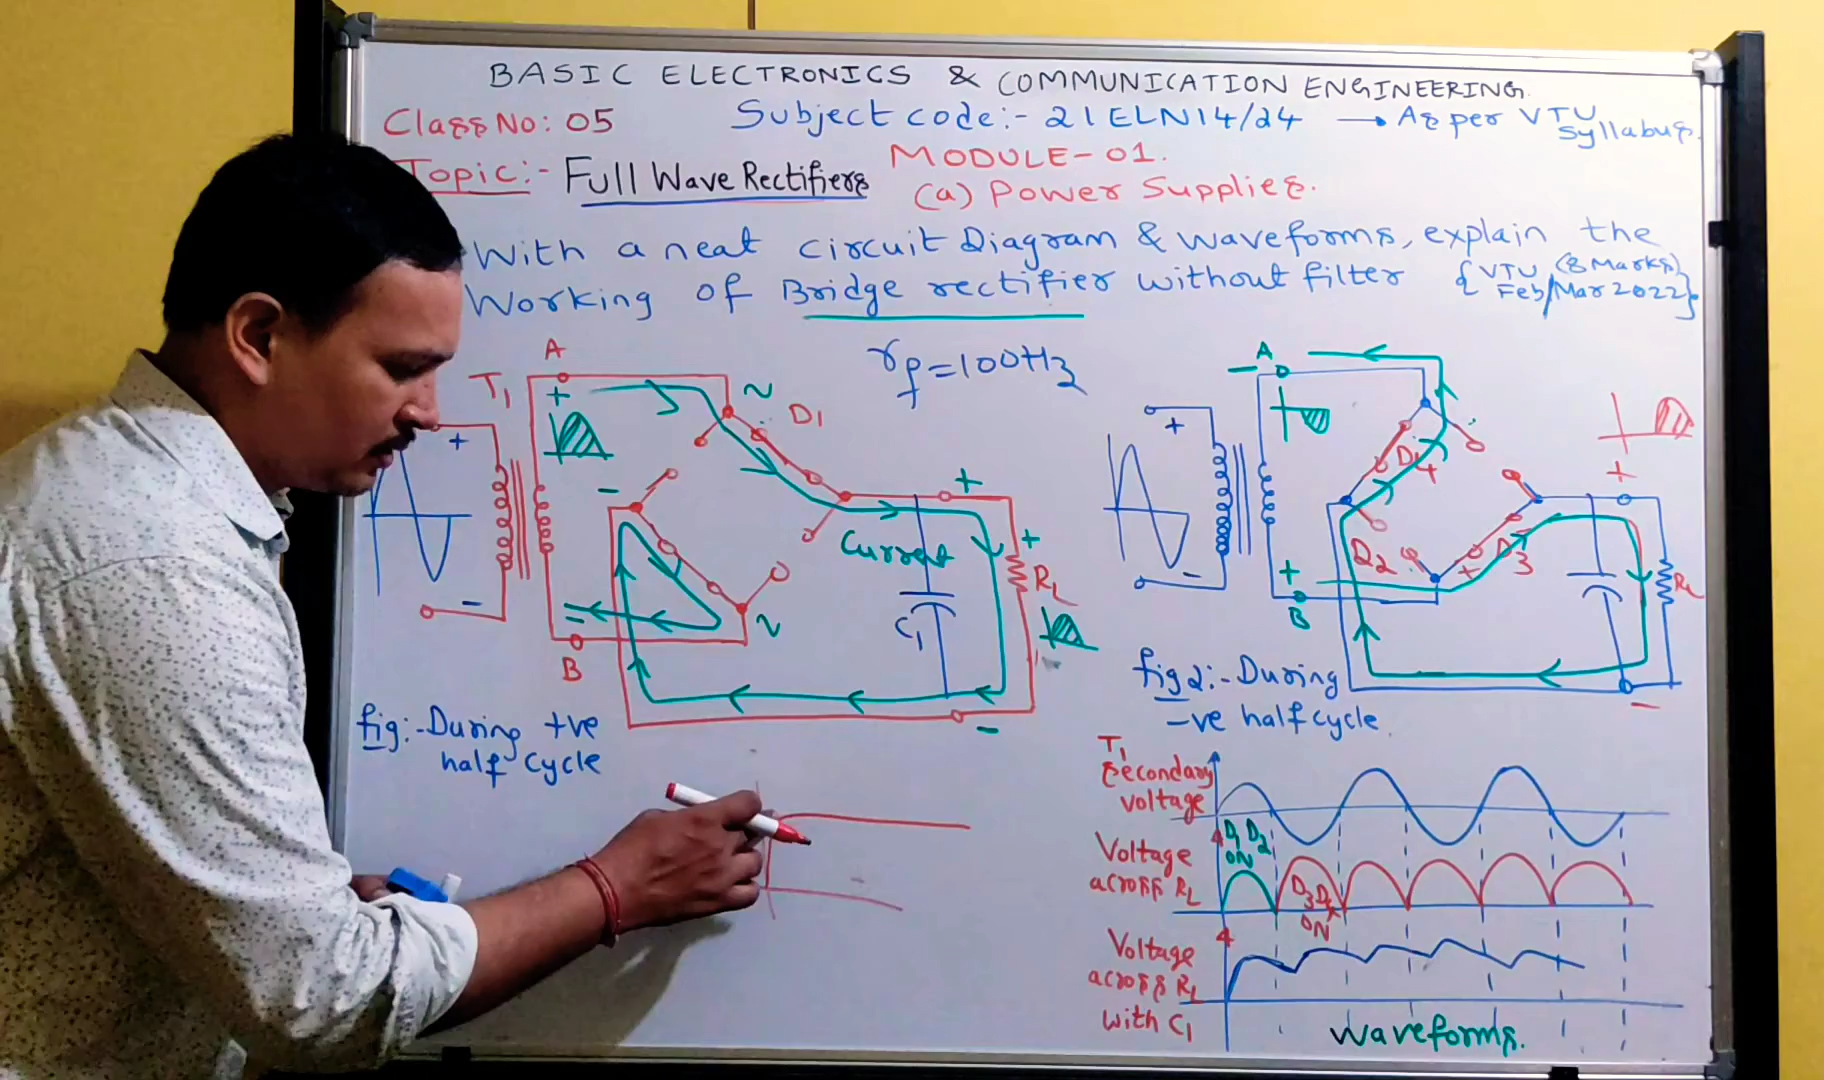 BASIC ELECTRONICS & COMMUNICATION ENGINEERING.
Class No: 05 Subject code:- 21ELN14/24 → As per VTU Syllabus.
Topic:- Full Wave Rectifiers MODULE-01.
(a) Power Supplies.
With a neat circuit Diagram & waveforms, explain the
Working of Bridge rectifier without filter {VTU (8 Marks)
Feb/Mar 2022}
A
T1
+
∿
D1
rf=100Hz
+
-
+
Current
+
RL
C1
-
-
∿
B
-
fig:-During +ve
half cycle
A
-
+
D4
+
D2
D3
+
RL
-
+
B
fig2:-During
-ve half cycle.
-
T1
Secondary
voltage
D1 D2
ON
Voltage
across RL
D3 D4
ON
Voltage
across RL
with C1
Waveforms.